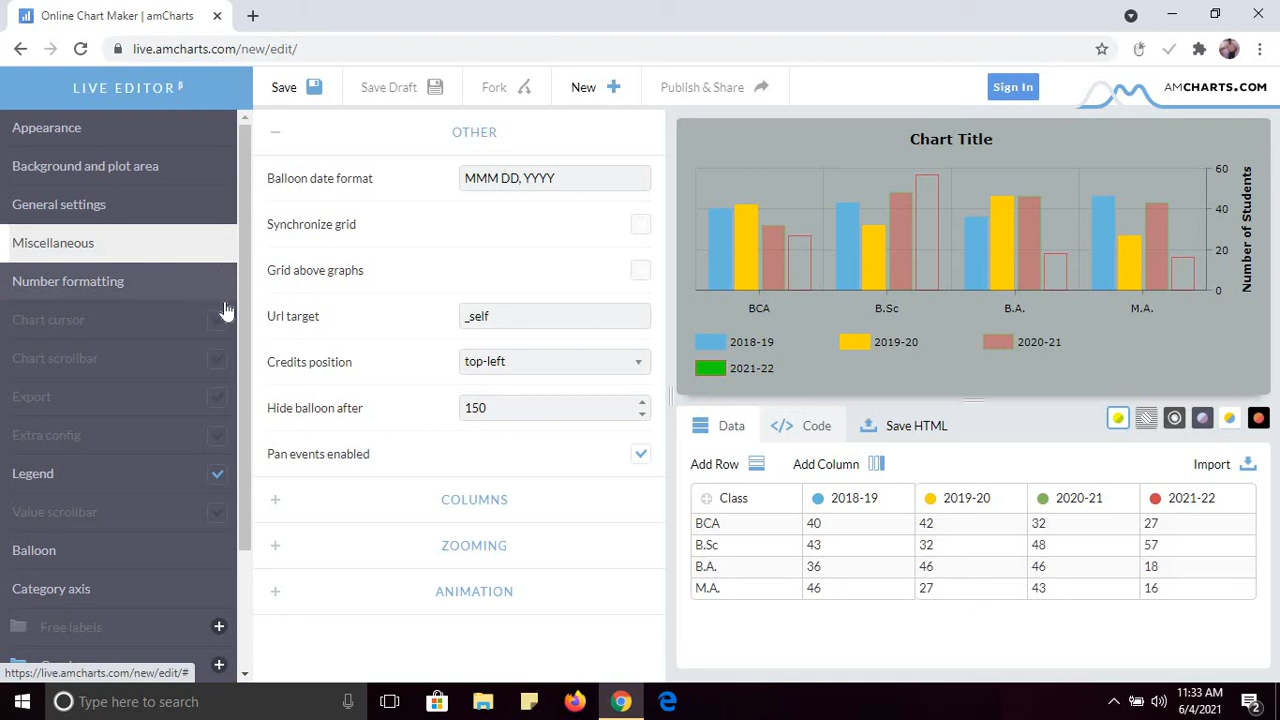 Online Chart Maker | amCharts
live.amcharts.com/new/edit/
LIVE EDITOR β
Save
Save Draft
Fork
New
Publish & Share
Sign In
AMCHARTS.COM
Appearance
Background and plot area
General settings
Miscellaneous
Number formatting
Chart cursor
Chart scrollbar
Export
Extra config
Legend
Value scrollbar
Balloon
Category axis
Free labels
https://live.amcharts.com/new/edit/#
OTHER
Balloon date format MMM DD, YYYY
Synchronize grid
Grid above graphs
Url target _self
Credits position top-left
Hide balloon after 150
Pan events enabled
COLUMNS
ZOOMING
ANIMATION
Chart Title
60
40
20
0
Number of Students
BCA B.Sc B.A. M.A.
2018-19 2019-20 2020-21
2021-22
Data Code Save HTML
Add Row Add Column Import
Class 2018-19 2019-20 2020-21 2021-22
BCA 40 42 32 27
B.Sc 43 32 48 57
B.A. 36 46 46 18
M.A. 46 27 43 16
Type here to search
11:33 AM
6/4/2021
2